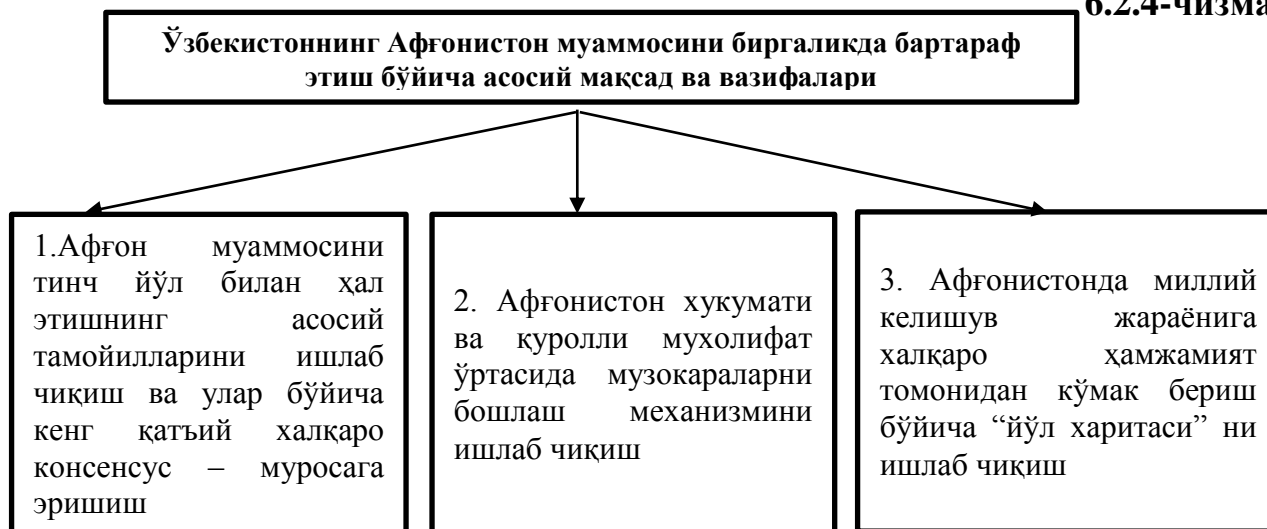 6.2.4-чизма
Ўзбекистоннинг Афғонистон муаммосини биргаликда бартараф
этиш бўйича асосий мақсад ва вазифалари
1.Афғон муаммосини
тинч йўл билан ҳал
этишнинг асосий
тамойилларини ишлаб
чиқиш ва улар бўйича
кенг қатъий халқаро
консенсус – муросага
эришиш
2. Афғонистон хукумати
ва қуролли мухолифат
ўртасида музокараларни
бошлаш механизмини
ишлаб чиқиш
3. Афғонистонда миллий
келишув жараёнига
халқаро ҳамжамият
томонидан кўмак бериш
бўйича “йўл харитаси” ни
ишлаб чиқиш